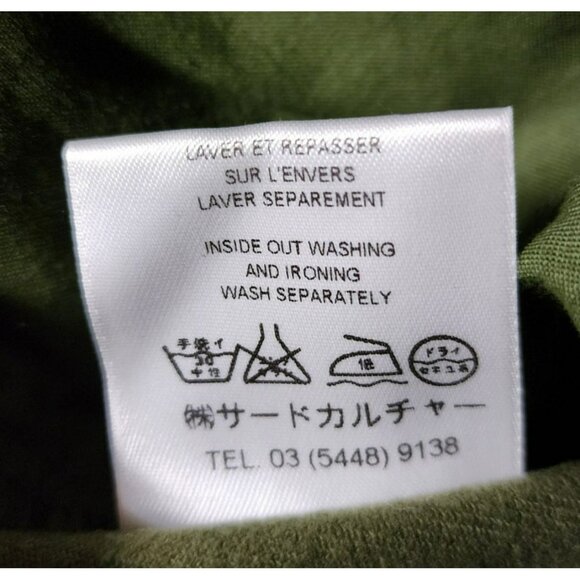 LAVER ET REPASSER
SUR L'ENVERS
LAVER SEPAREMENT
INSIDE OUT WASHING
AND IRONING
WASH SEPARATELY
手洗イ 30 中性 低 ドライ セキユ系
㈱サードカルチャー
TEL. 03 (5448) 9138